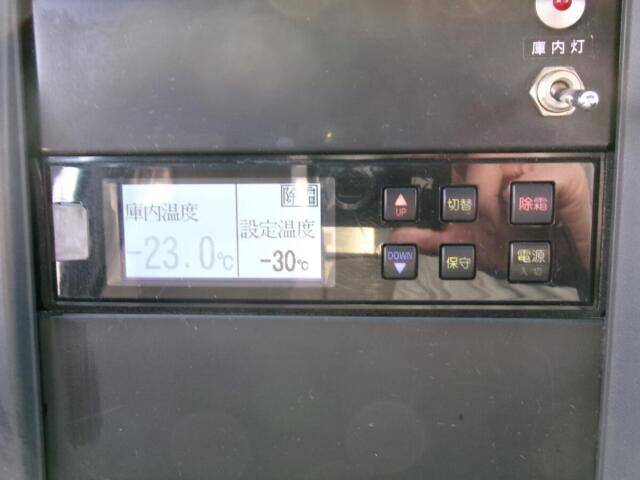 庫内灯
除霜
庫内温度
-23.0℃
設定温度
-30℃
UP
切替
除霜
DOWN
保守
電源
入/切